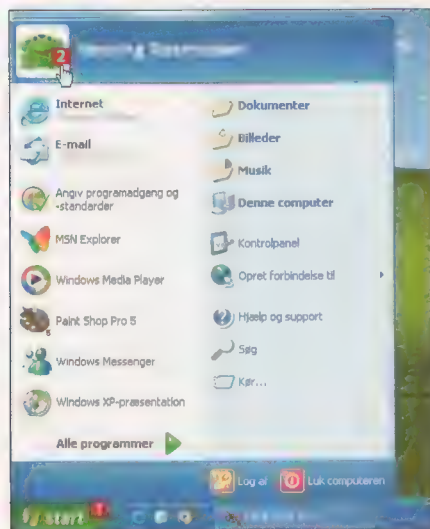 2
Internet
E-mail
Angiv programadgang og
-standarder
MSN Explorer
Windows Media Player
Paint Shop Pro 5
Windows Messenger
Windows XP-præsentation
Alle programmer
Dokumenter
Billeder
Musik
Denne computer
Kontrolpanel
Opret forbindelse til
Hjælp og support
Søg
Kør...
Log af
Luk computeren
start